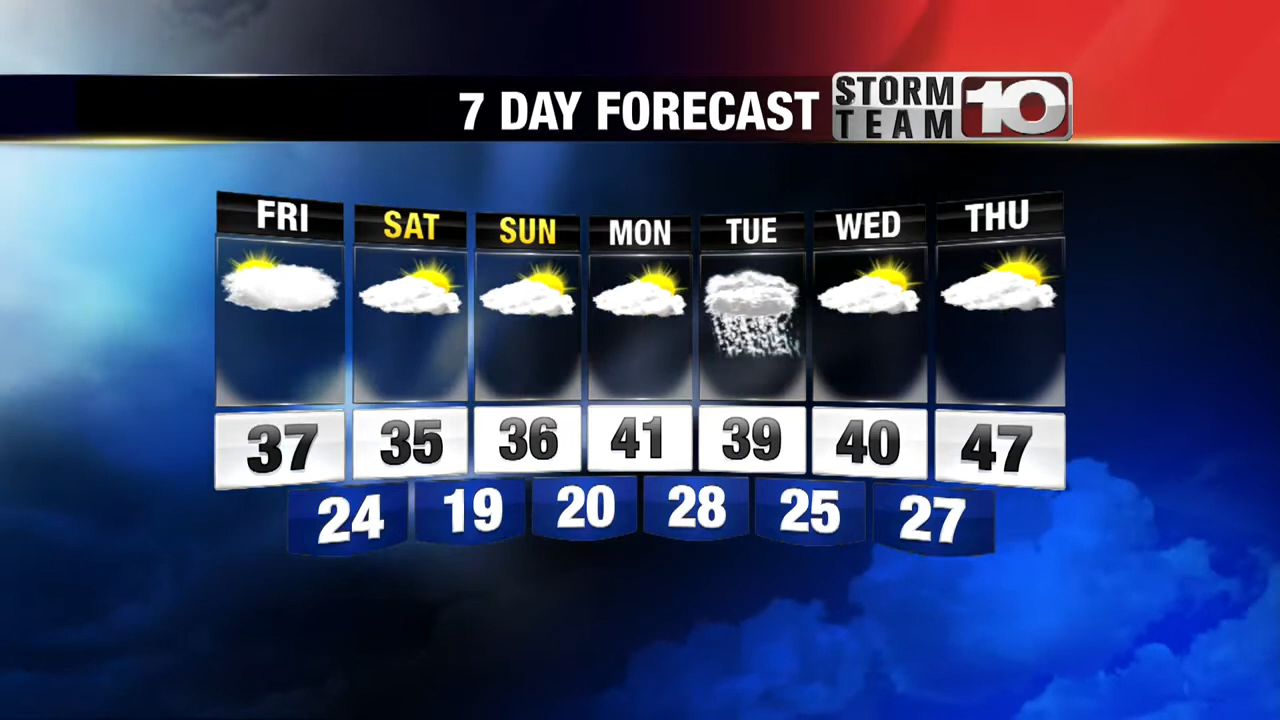 7 DAY FORECAST
STORM TEAM 10
FRI SAT SUN MON TUE WED THU
37 35 36 41 39 40 47
24 19 20 28 25 27